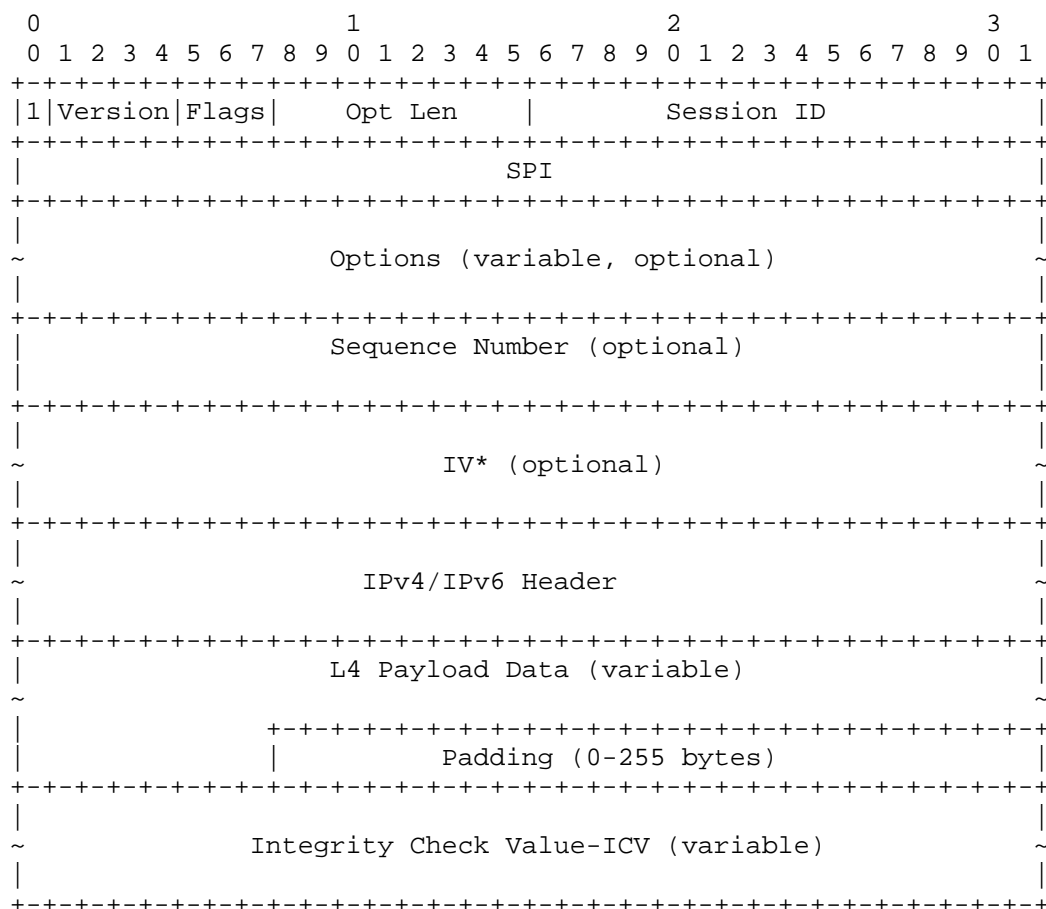 0                   1                   2                   3
 0 1 2 3 4 5 6 7 8 9 0 1 2 3 4 5 6 7 8 9 0 1 2 3 4 5 6 7 8 9 0 1
+-+-+-+-+-+-+-+-+-+-+-+-+-+-+-+-+-+-+-+-+-+-+-+-+-+-+-+-+-+-+-+-+
|1|Version|Flags|    Opt Len    |        Session ID             |
+-+-+-+-+-+-+-+-+-+-+-+-+-+-+-+-+-+-+-+-+-+-+-+-+-+-+-+-+-+-+-+-+
|                              SPI                              |
+-+-+-+-+-+-+-+-+-+-+-+-+-+-+-+-+-+-+-+-+-+-+-+-+-+-+-+-+-+-+-+-+
|                                                               |
~                   Options (variable, optional)                ~
|                                                               |
+-+-+-+-+-+-+-+-+-+-+-+-+-+-+-+-+-+-+-+-+-+-+-+-+-+-+-+-+-+-+-+-+
|                   Sequence Number (optional)                  |
|                                                               |
+-+-+-+-+-+-+-+-+-+-+-+-+-+-+-+-+-+-+-+-+-+-+-+-+-+-+-+-+-+-+-+-+
|                                                               |
~                          IV* (optional)                       ~
|                                                               |
+-+-+-+-+-+-+-+-+-+-+-+-+-+-+-+-+-+-+-+-+-+-+-+-+-+-+-+-+-+-+-+-+
|                                                               |
~                     IPv4/IPv6 Header                          ~
|                                                               |
+-+-+-+-+-+-+-+-+-+-+-+-+-+-+-+-+-+-+-+-+-+-+-+-+-+-+-+-+-+-+-+-+
|                   L4 Payload Data (variable)                  |
~                                                               ~
|               +-+-+-+-+-+-+-+-+-+-+-+-+-+-+-+-+-+-+-+-+-+-+-+-+
|               |          Padding (0-255 bytes)                |
+-+-+-+-+-+-+-+-+-+-+-+-+-+-+-+-+-+-+-+-+-+-+-+-+-+-+-+-+-+-+-+-+
|                                                               |
~              Integrity Check Value-ICV (variable)             ~
|                                                               |
+-+-+-+-+-+-+-+-+-+-+-+-+-+-+-+-+-+-+-+-+-+-+-+-+-+-+-+-+-+-+-+-+